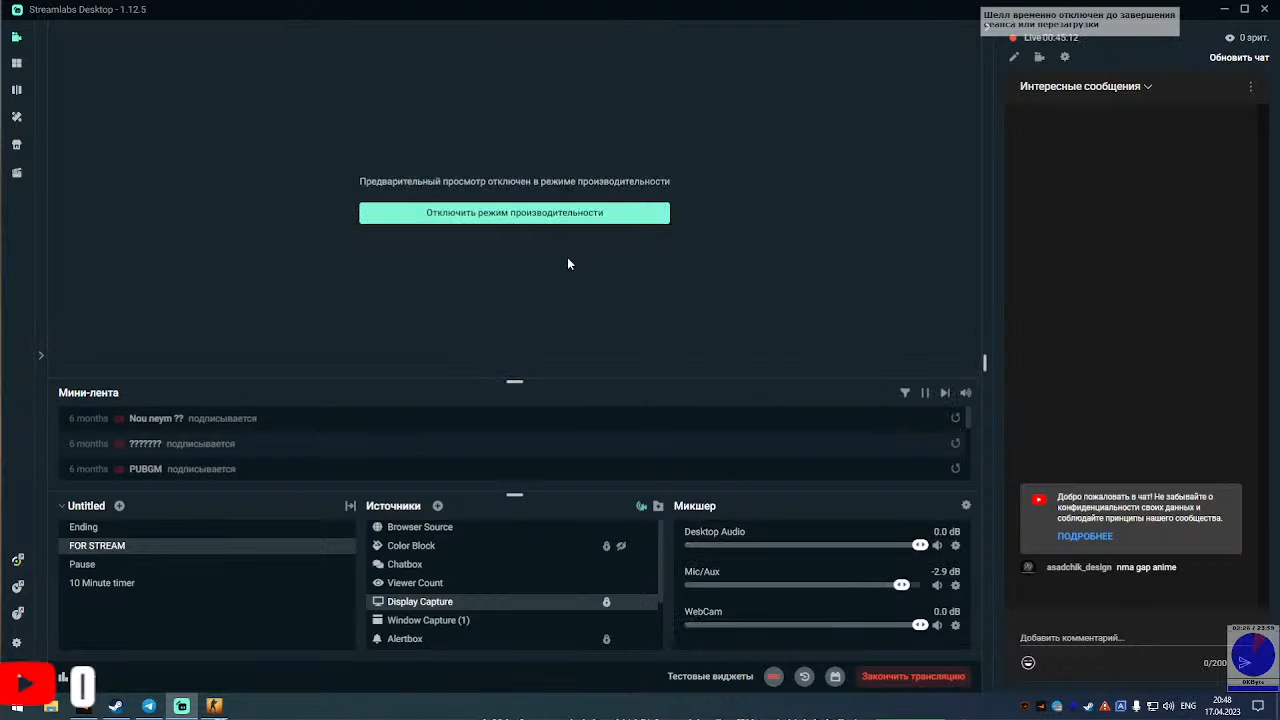 Streamlabs Desktop - 1.12.5
Шелл временно отключен до завершения
сеанса или перезагрузки
Live 00:45:12
0 зрит.
Обновить чат
Интересные сообщения
Предварительный просмотр отключен в режиме производительности
Отключить режим производительности
Мини-лента
6 months Nou neym ?? подписывается
6 months ??????? подписывается
6 months PUBGM подписывается
Untitled
Ending
FOR STREAM
Pause
10 Minute timer
Источники
Browser Source
Color Block
Chatbox
Viewer Count
Display Capture
Window Capture (1)
Alertbox
Микшер
Desktop Audio 0.0 dB
Mic/Aux -2.9 dB
WebCam 0.0 dB
Добро пожаловать в чат! Не забывайте о
конфиденциальности своих данных и
соблюдайте принципы нашего сообщества.
ПОДРОБНЕЕ
asadchik_design nma gap anime
Добавить комментарий...
0/200
0KByte
Тестовые виджеты
REC
Закончить трансляцию
ENG
20:48
17.04.2023